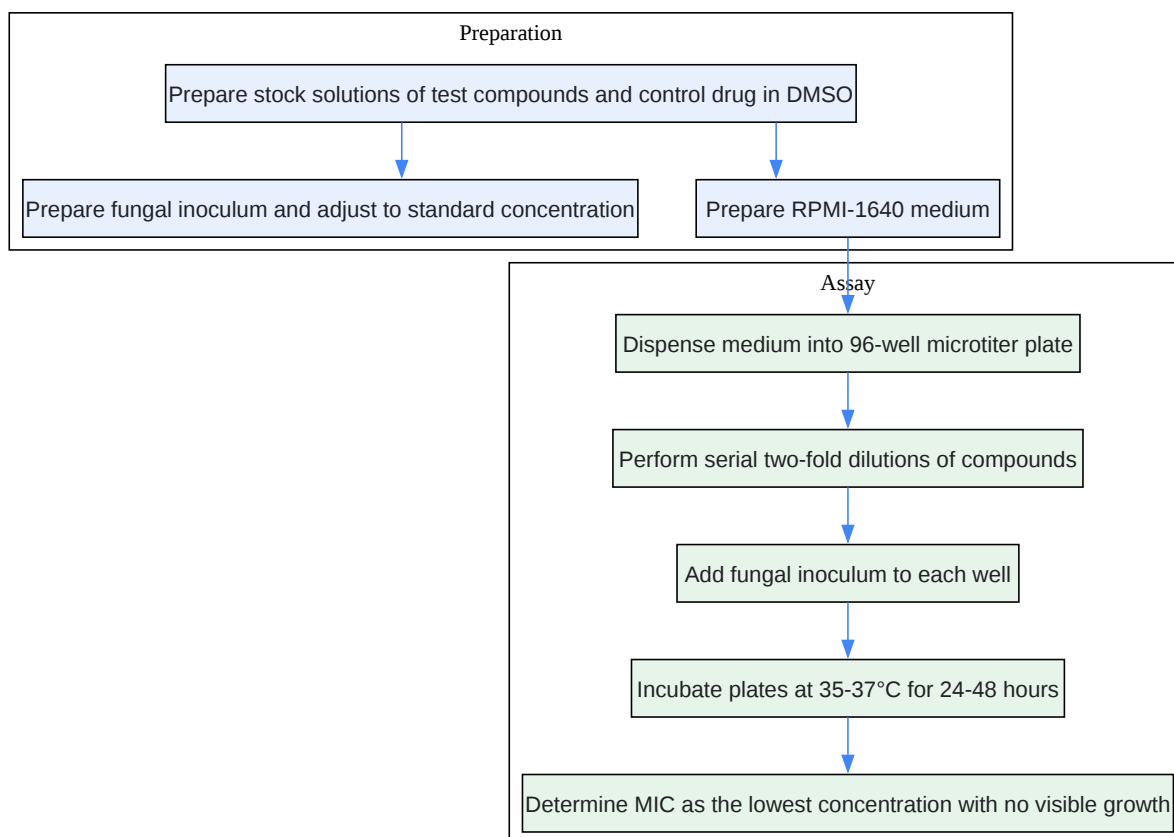 Preparation
Prepare stock solutions of test compounds and control drug in DMSO
Prepare fungal inoculum and adjust to standard concentration
Prepare RPMI-1640 medium
Assay
Dispense medium into 96-well microtiter plate
Perform serial two-fold dilutions of compounds
Add fungal inoculum to each well
Incubate plates at 35-37°C for 24-48 hours
Determine MIC as the lowest concentration with no visible growth